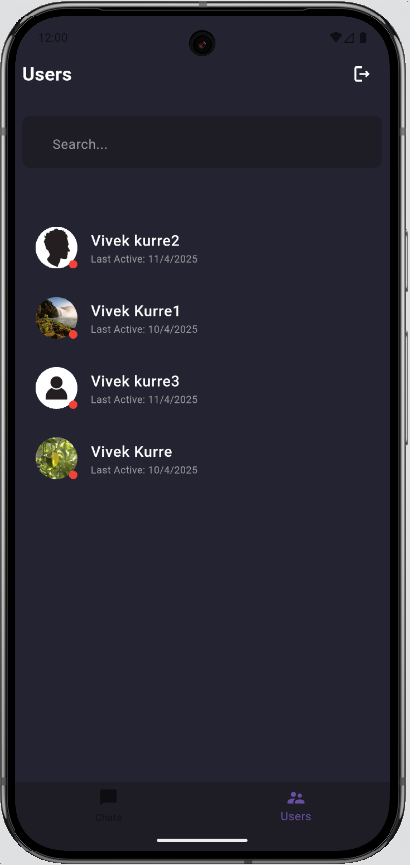 12:00
Users
Search...
Vivek kurre2
Last Active: 11/4/2025
Vivek Kurre1
Last Active: 10/4/2025
Vivek kurre3
Last Active: 11/4/2025
Vivek Kurre
Last Active: 10/4/2025
Chats
Users